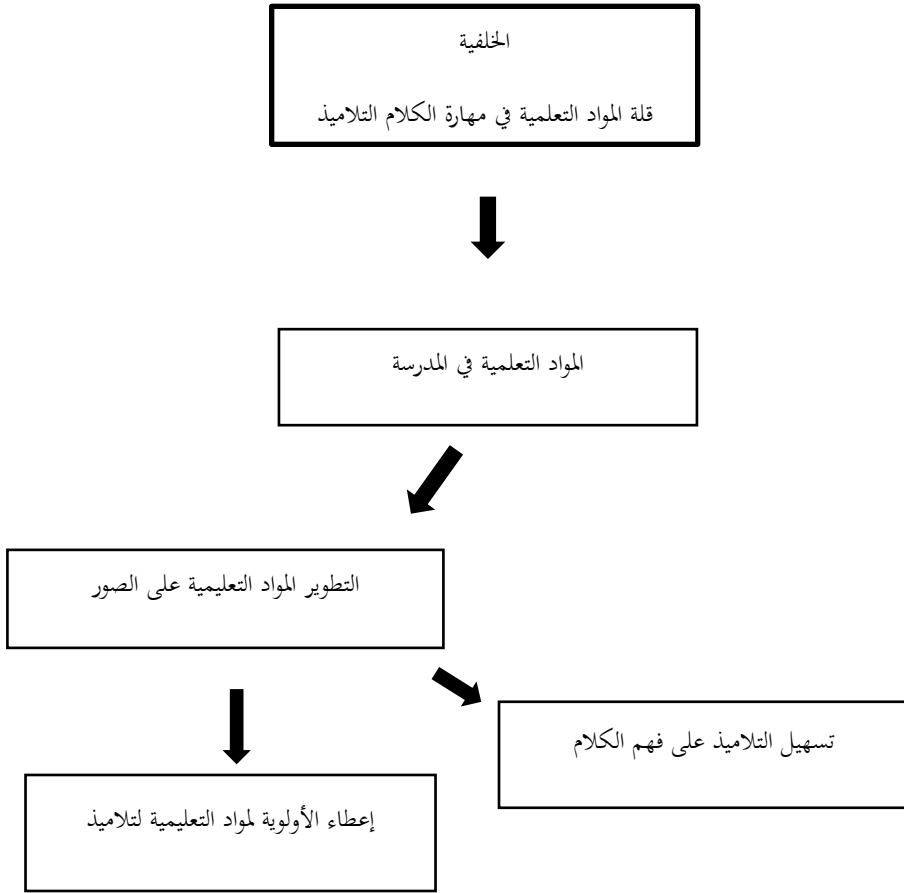 الخلفية
قلة المواد التعلمية في مهارة الكلام التلاميذ
المواد التعلمية في المدرسة
التطوير المواد التعليمية على الصور
تسهيل التلاميذ على فهم الكلام
إعطاء الأولوية لمواد التعليمية لتلاميذ